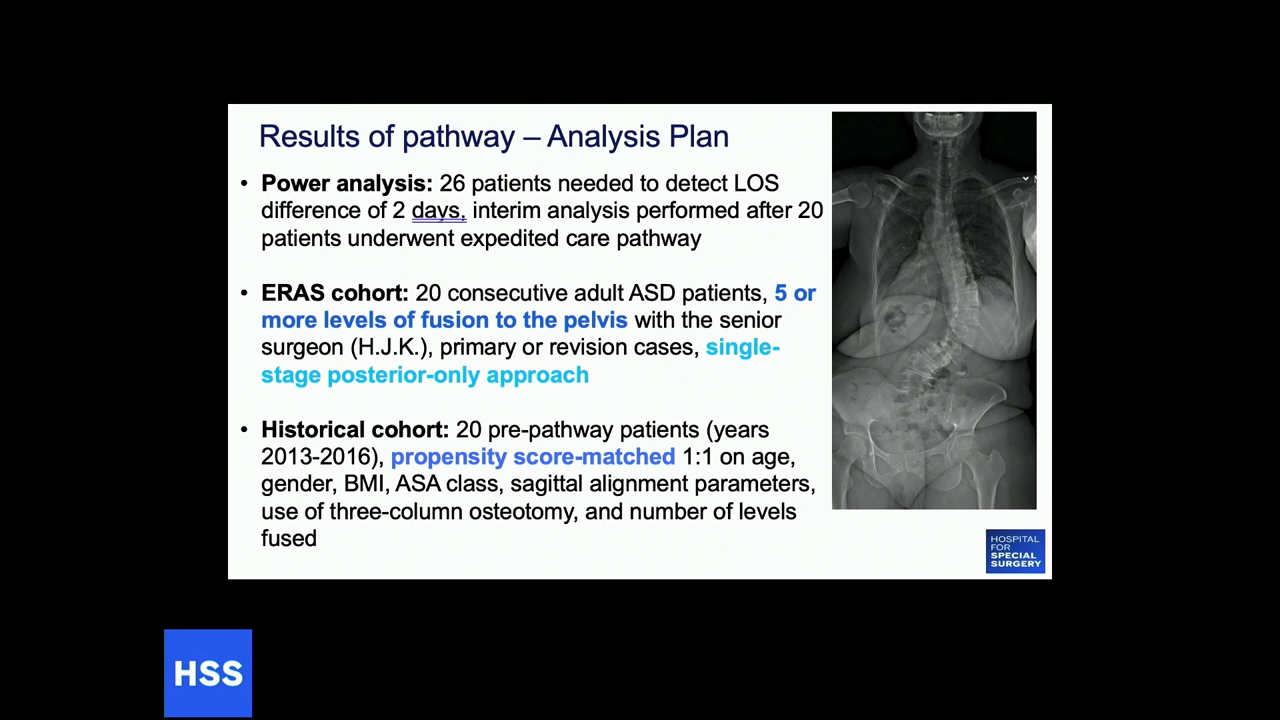 Results of pathway – Analysis Plan
• Power analysis: 26 patients needed to detect LOS
difference of 2 days, interim analysis performed after 20
patients underwent expedited care pathway
• ERAS cohort: 20 consecutive adult ASD patients, 5 or
more levels of fusion to the pelvis with the senior
surgeon (H.J.K.), primary or revision cases, single-
stage posterior-only approach
• Historical cohort: 20 pre-pathway patients (years
2013-2016), propensity score-matched 1:1 on age,
gender, BMI, ASA class, sagittal alignment parameters,
use of three-column osteotomy, and number of levels
fused
HOSPITAL
FOR
SPECIAL
SURGERY
HSS